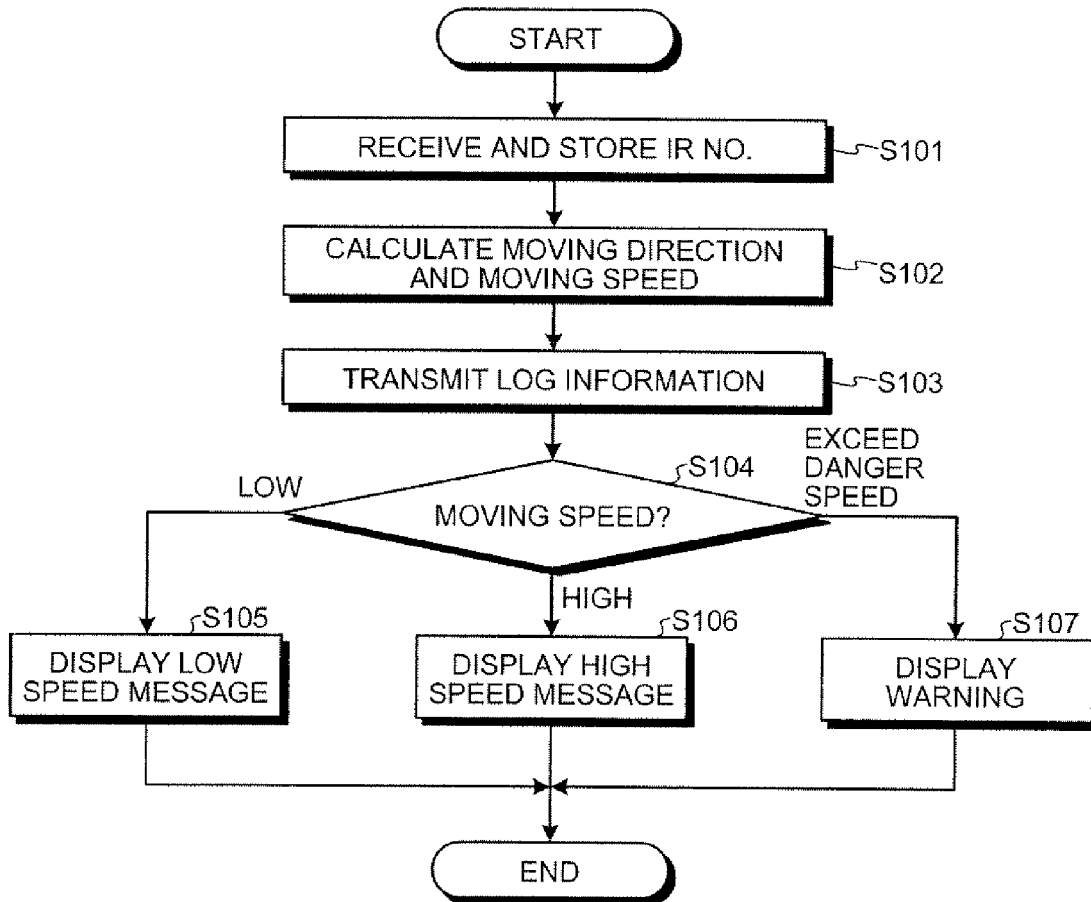 START
RECEIVE AND STORE IR NO.
S101
CALCULATE MOVING DIRECTION
AND MOVING SPEED
S102
TRANSMIT LOG INFORMATION
S103
S104
EXCEED
DANGER
SPEED
LOW
MOVING SPEED?
HIGH
S105
DISPLAY LOW
SPEED MESSAGE
S106
DISPLAY HIGH
SPEED MESSAGE
S107
DISPLAY
WARNING
END